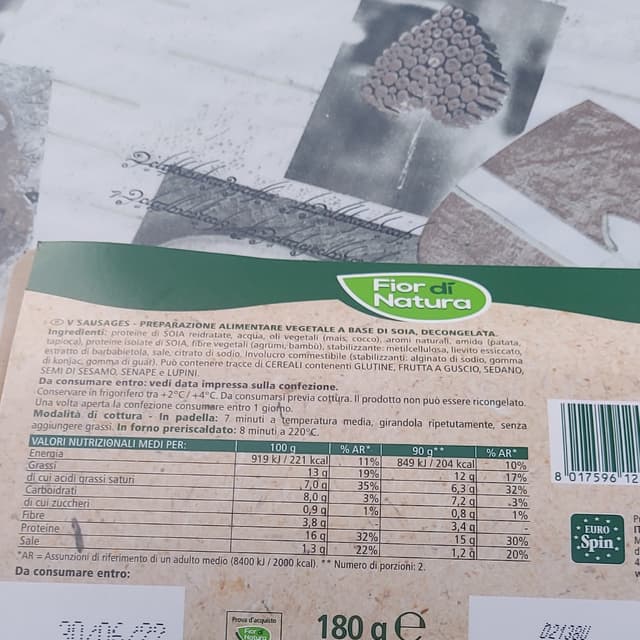 Fior di
Natura
V SAUSAGES - PREPARAZIONE ALIMENTARE VEGETALE A BASE DI SOIA, DECONGELATA.
Ingredienti: proteine di SOIA reidratate, acqua, oli vegetali (mais, cocco), aromi naturali, amido (patata,
tapioca), proteine isolate di SOIA, fibre vegetali (agrumi, bambù), stabilizzante: metilcellulosa, lievito essiccato,
estratto di barbabietola, sale, citrato di sodio. Involucro commestibile (stabilizzanti: alginato di sodio, gomma
di konjac, gomma di guar). Può contenere tracce di CEREALI contenenti GLUTINE, FRUTTA A GUSCIO, SEDANO,
SEMI DI SESAMO, SENAPE e LUPINI.
Da consumare entro: vedi data impressa sulla confezione.
Conservare in frigorifero tra +2°C/+4°C. Da consumarsi previa cottura. Il prodotto non può essere ricongelato.
Una volta aperta la confezione consumare entro 1 giorno.
Modalità di cottura - In padella: 7 minuti a temperatura media, girandola ripetutamente, senza
aggiungere grassi. In forno preriscaldato: 8 minuti a 220°C.
VALORI NUTRIZIONALI MEDI PER: 100 g % AR* 90 g** % AR*
Energia 919 kJ / 221 kcal 11% 849 kJ / 204 kcal 10%
Grassi 13 g 19% 12 g 17%
di cui acidi grassi saturi 7,0 g 35% 6,3 g 32%
Carboidrati 8,0 g 3% 7,2 g 3%
di cui zuccheri 0,9 g 1% 0,8 g 1%
Fibre 3,8 g - 3,4 g -
Proteine 16 g 32% 15 g 30%
Sale 1,3 g 22% 1,2 g 20%
*AR = Assunzioni di riferimento di un adulto medio (8400 kJ / 2000 kcal). ** Numero di porzioni: 2.
Da consumare entro:
8 017596 12
EURO
Spin
30/06/22
Prova d'acquisto
Fior di
Natura
180 g e
02138U